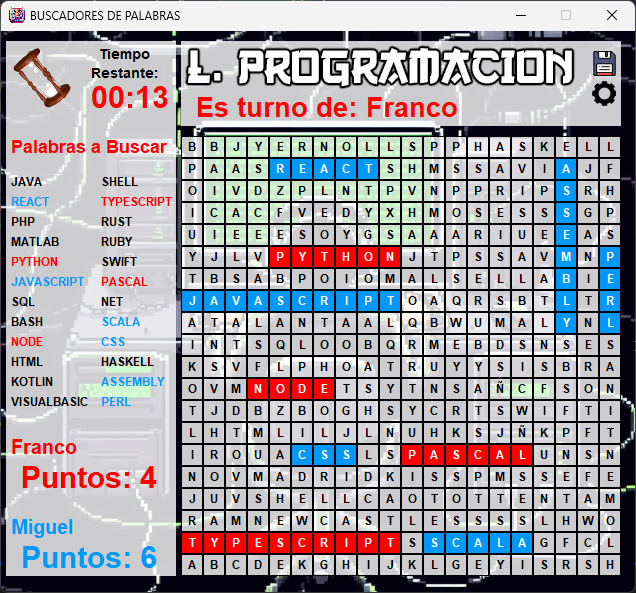 BUSCADORES DE PALABRAS
Tiempo
Restante:
00:13
L. PROGRAMACION
Es turno de: Franco
Palabras a Buscar
JAVA SHELL
REACT TYPESCRIPT
PHP RUST
MATLAB RUBY
PYTHON SWIFT
JAVASCRIPT PASCAL
SQL NET
BASH SCALA
NODE CSS
HTML HASKELL
KOTLIN ASSEMBLY
VISUALBASIC PERL
Franco
Puntos: 4
Miguel
Puntos: 6
B B J Y E R N O L L S P P H A S K E L L
P A A S R E A C T S H M S S A V I A J F
O I V D Z P L N T P V N P P R I P S R H
I C A C F V E D Y X H M O S E S S S G P
U I E E E S O Y G S A A A R I U E E A S
Y J L V P Y T H O N J T P S S A V M N P
T B S A B P O I O M A L S E L L A B I E
J A V A S C R I P T O A Q R S B T L T R
A T A L A N T A A L Q B W U M A L Y N L
I N T S Q L O O B Q R M E B D S N S E S
K S V F L P H O A T R U Y Y S I S B R A
O V M N O D E T S Y T N S A Ñ C F S O N
T J D B Z B O G H S Y C R T S W I F T I
L H T M L I L J L N U H K S J Ñ K P F T
I R O U A C S S L S P A S C A L U N S N
N O V M A D R I D K I S S P M S S E F E
J U V S H E L L C A O T O T T E N T A M
R A M N E W C A S T L E S S S S L H W O
T Y P E S C R I P T S S C A L A G F C L
A B C D E K G H I J K L G E Y I S R S H